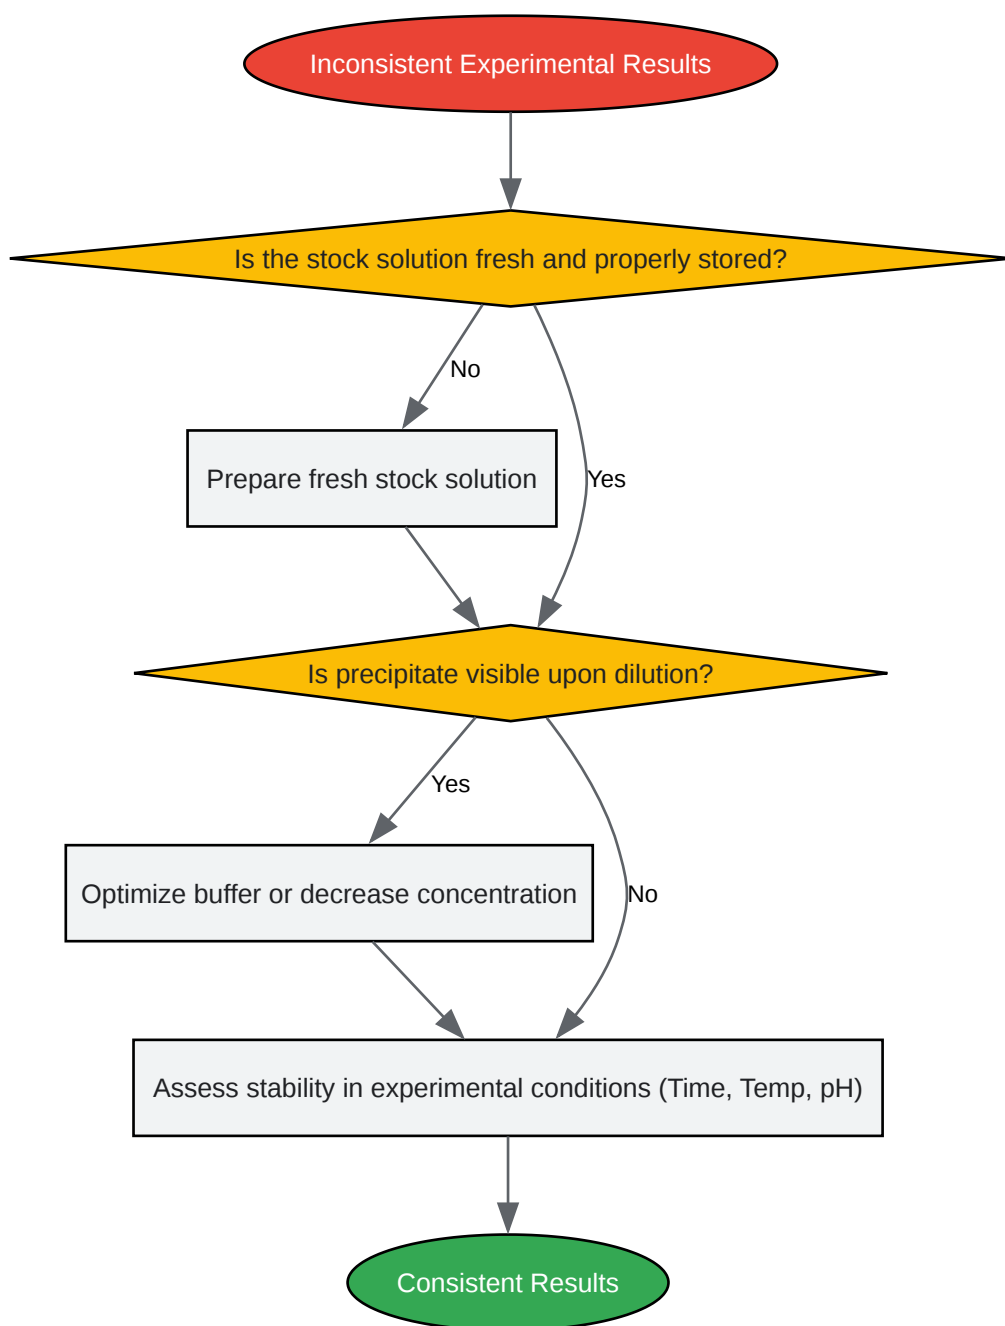 Inconsistent Experimental Results
Is the stock solution fresh and properly stored?
No
Prepare fresh stock solution
Yes
Is precipitate visible upon dilution?
Yes
Optimize buffer or decrease concentration
No
Assess stability in experimental conditions (Time, Temp, pH)
Consistent Results